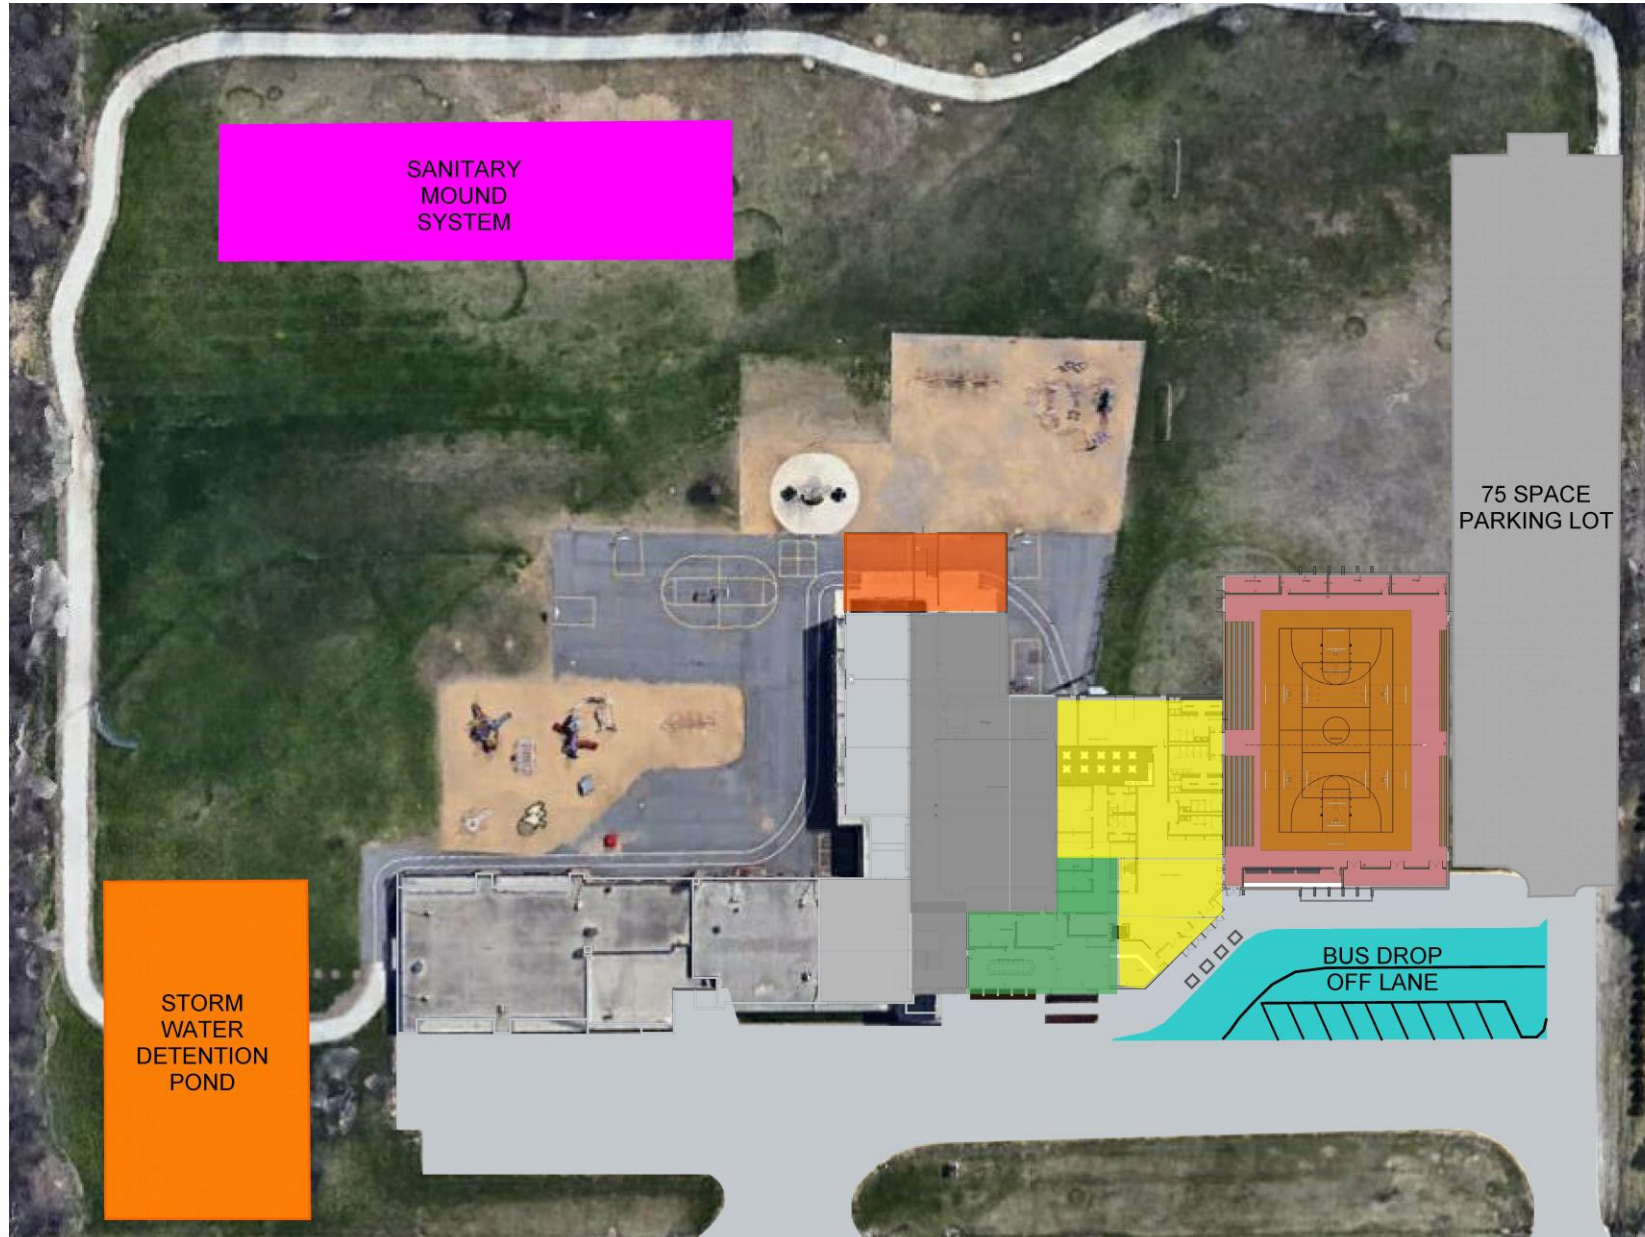 SANITARY
MOUND
SYSTEM
75 SPACE
PARKING LOT
BUS DROP
OFF LANE
STORM
WATER
DETENTION
POND